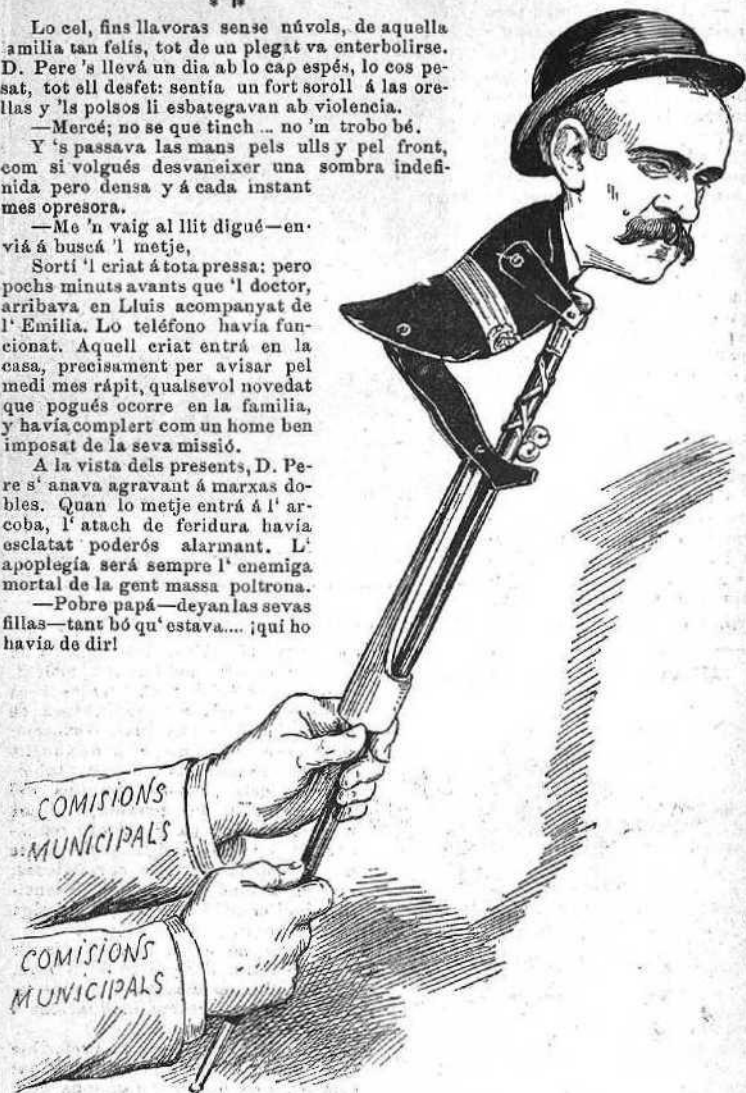 Lo cel, fins llavoras sense núvols, de aquella
amilia tan felís, tot de un plegat va enterbolirse.
D. Pere 's llevá un dia ab lo cap espés, lo cos pe-
sat, tot ell desfet: sentía un fort soroll á las ore-
llas y 'ls polsos li esbategavan ab violencia.
—Mercé; no se que tinch ... no 'm trobo bé.
Y 's passava las mans pels ulls y pel front,
com si volgués desvaneixer una sombra indefi-
nida pero densa y á cada instant
mes opresora.
—Me 'n vaig al llit digué—en-
viá á buscá 'l metje,
Sortí 'l criat á tota pressa: pero
pochs minuts avants que 'l doctor,
arribava en Lluis acompanyat de
l' Emilia. Lo teléfono havía fun-
cionat. Aquell criat entrá en la
casa, precisament per avisar pel
medi mes rápit, qualsevol novedat
que pogués ocorre en la familia,
y havía complert com un home ben
imposat de la seva missió.
A la vista dels presents, D. Pe-
re s' anava agravant á marxas do-
bles. Quan lo metje entrá á l' ar-
coba, l' atach de feridura havía
esclatat poderós alarmant. L'
apoplegía será sempre l' enemiga
mortal de la gent massa poltrona.
—Pobre papá—deyan las sevas
fillas—tant bó qu' estava.... ¡qui ho
havía de dir!
COMISIONS
MUNICIPALS
COMISIONS
MUNICIPALS